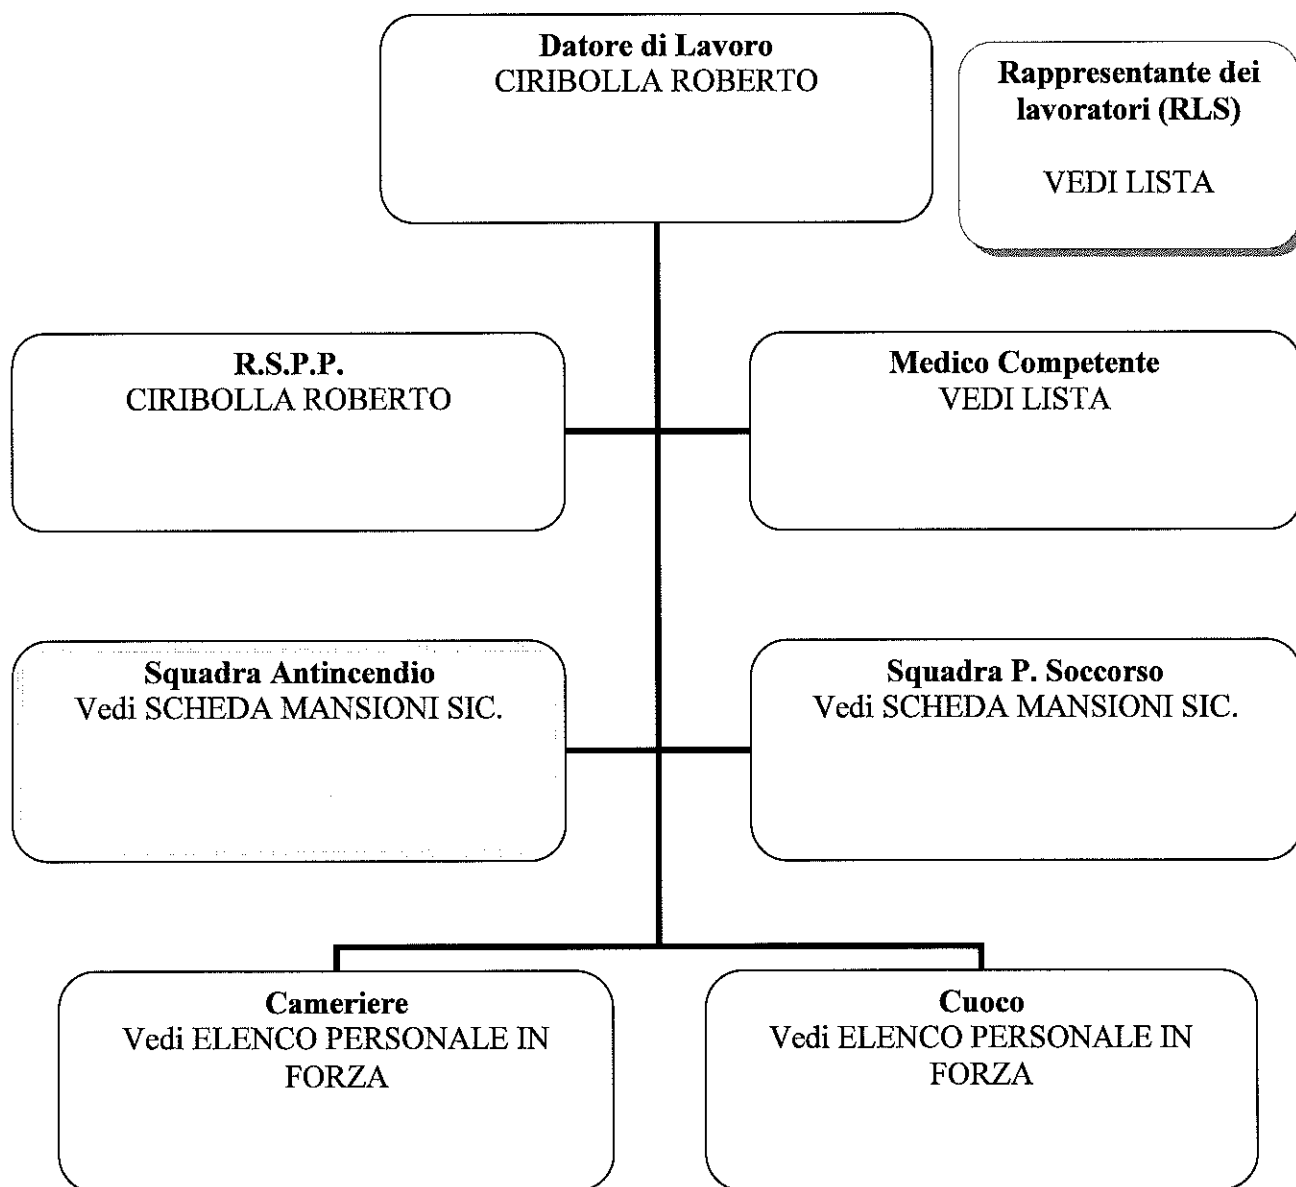 Datore di Lavoro
CIRIBOLLA ROBERTO
Rappresentante dei
lavoratori (RLS)
VEDI LISTA
R.S.P.P.
CIRIBOLLA ROBERTO
Medico Competente
VEDI LISTA
Squadra Antincendio
Vedi SCHEDA MANSIONI SIC.
Squadra P. Soccorso
Vedi SCHEDA MANSIONI SIC.
Cameriere
Vedi ELENCO PERSONALE IN
FORZA
Cuoco
Vedi ELENCO PERSONALE IN
FORZA